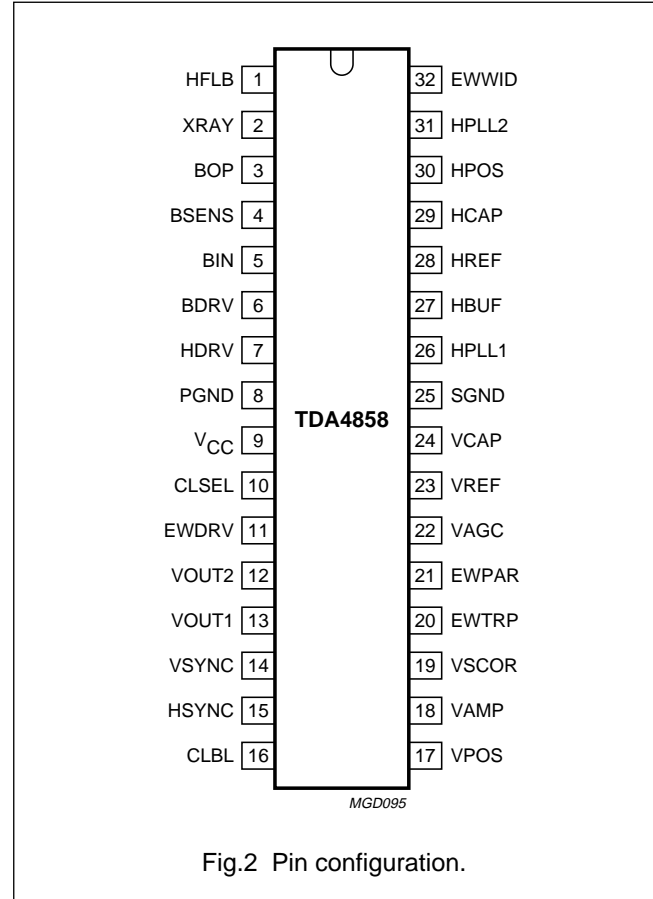 HFLB 1 32 EWWID
XRAY 2 31 HPLL2
BOP 3 30 HPOS
BSENS 4 29 HCAP
BIN 5 28 HREF
BDRV 6 27 HBUF
HDRV 7 26 HPLL1
PGND 8 25 SGND
TDA4858
VCC 9 24 VCAP
CLSEL 10 23 VREF
EWDRV 11 22 VAGC
VOUT2 12 21 EWPAR
VOUT1 13 20 EWTRP
VSYNC 14 19 VSCOR
HSYNC 15 18 VAMP
CLBL 16 17 VPOS
MGD095
Fig.2 Pin configuration.